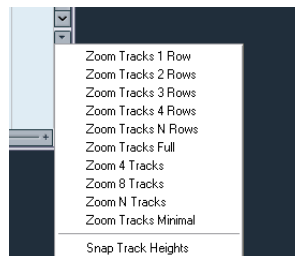 Zoom Tracks 1 Row
Zoom Tracks 2 Rows
Zoom Tracks 3 Rows
Zoom Tracks 4 Rows
Zoom Tracks N Rows
Zoom Tracks Full
Zoom 4 Tracks
Zoom 8 Tracks
Zoom N Tracks
Zoom Tracks Minimal
Snap Track Heights